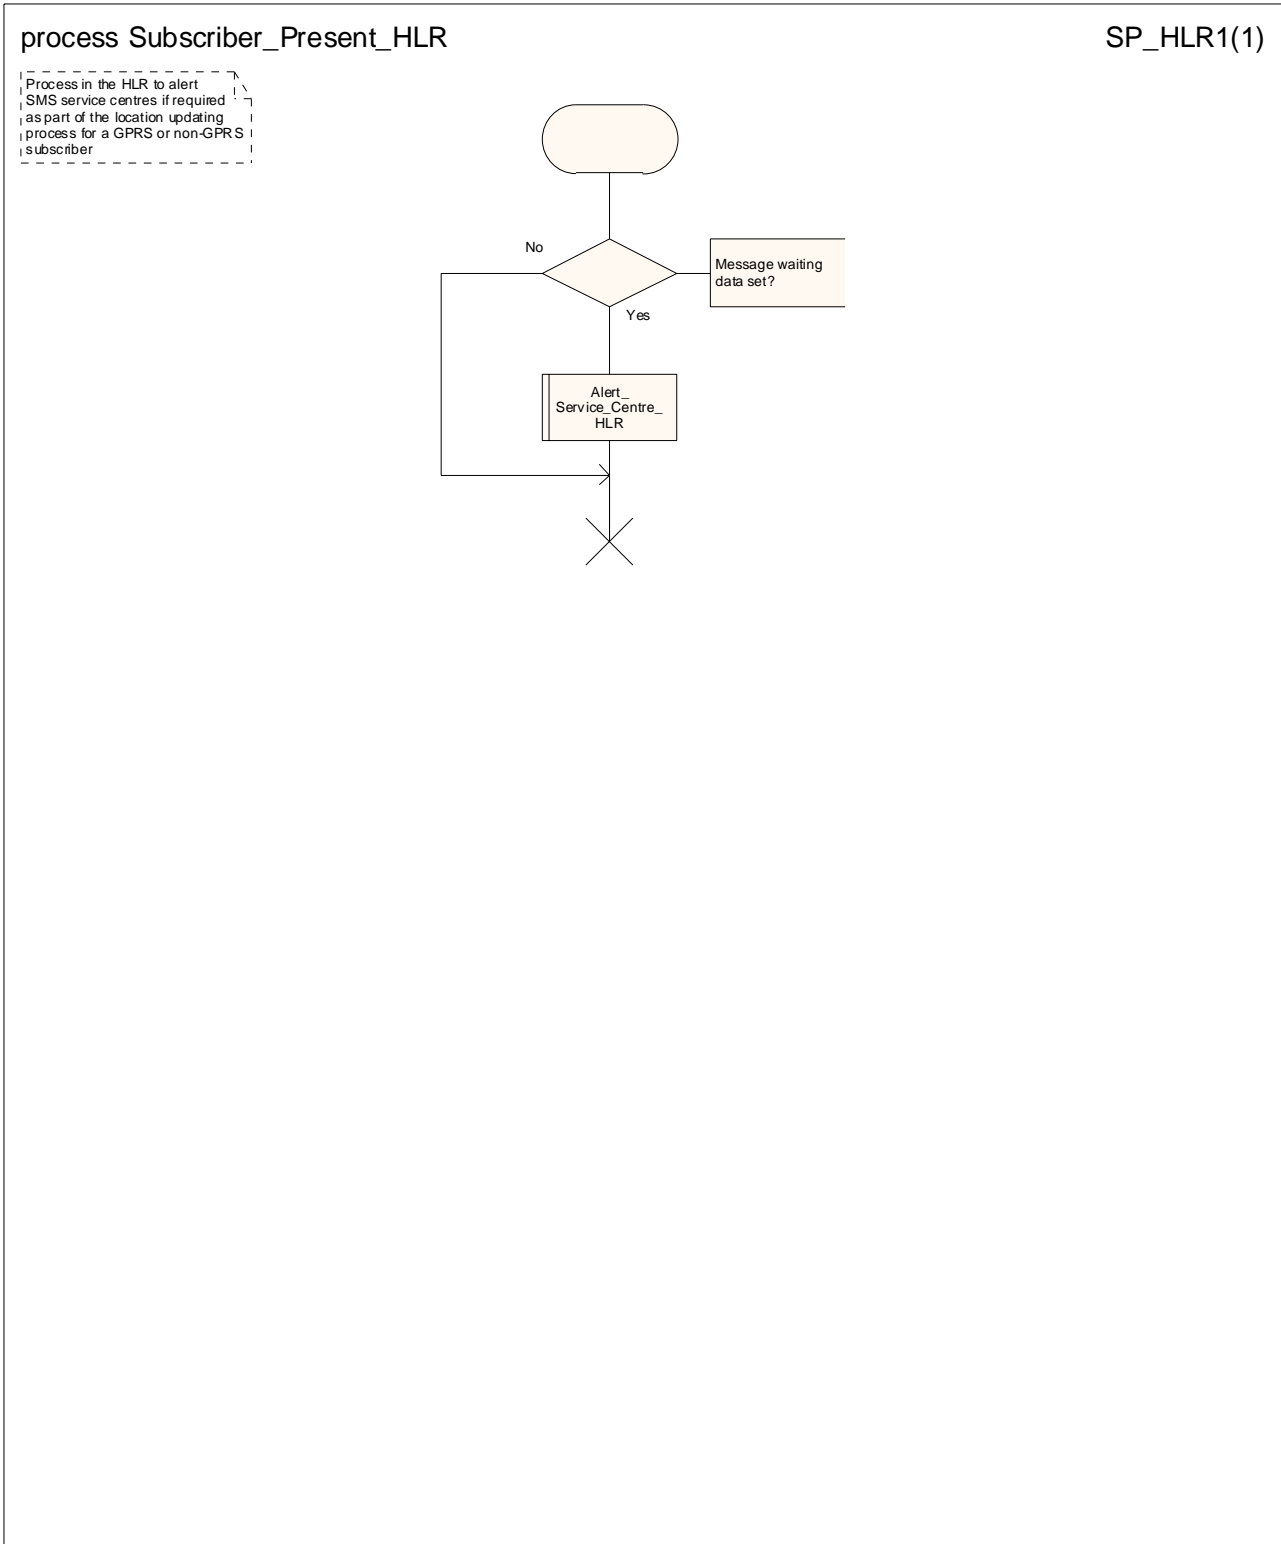 process Subscriber_Present_HLR
SP_HLR1(1)
Process in the HLR to alert
SMS service centres if required
as part of the location updating
process for a GPRS or non-GPRS
subscriber
No
Message waiting
data set?
Yes
Alert_
Service_Centre_
HLR